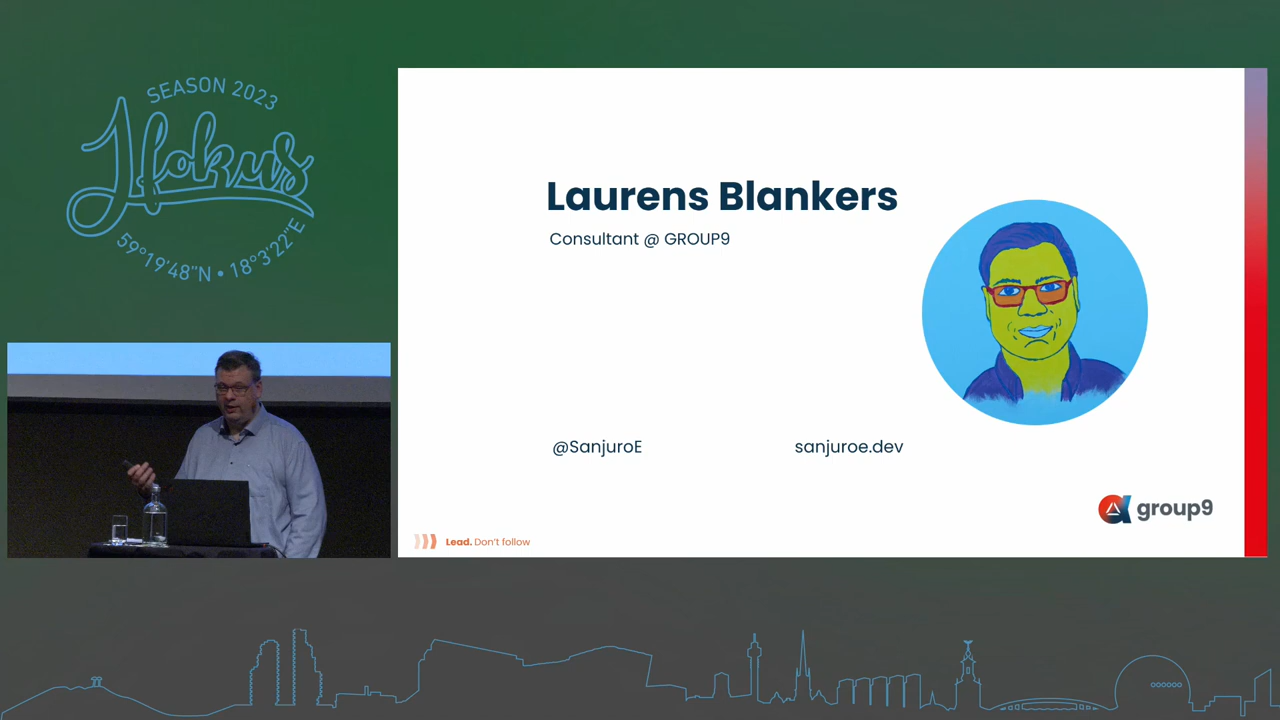 SEASON 2023
Jfokus
59°19'48"N • 18°3'22"E
Laurens Blankers
Consultant @ GROUP9
@SanjuroE
sanjuroe.dev
group9
Lead. Don't follow